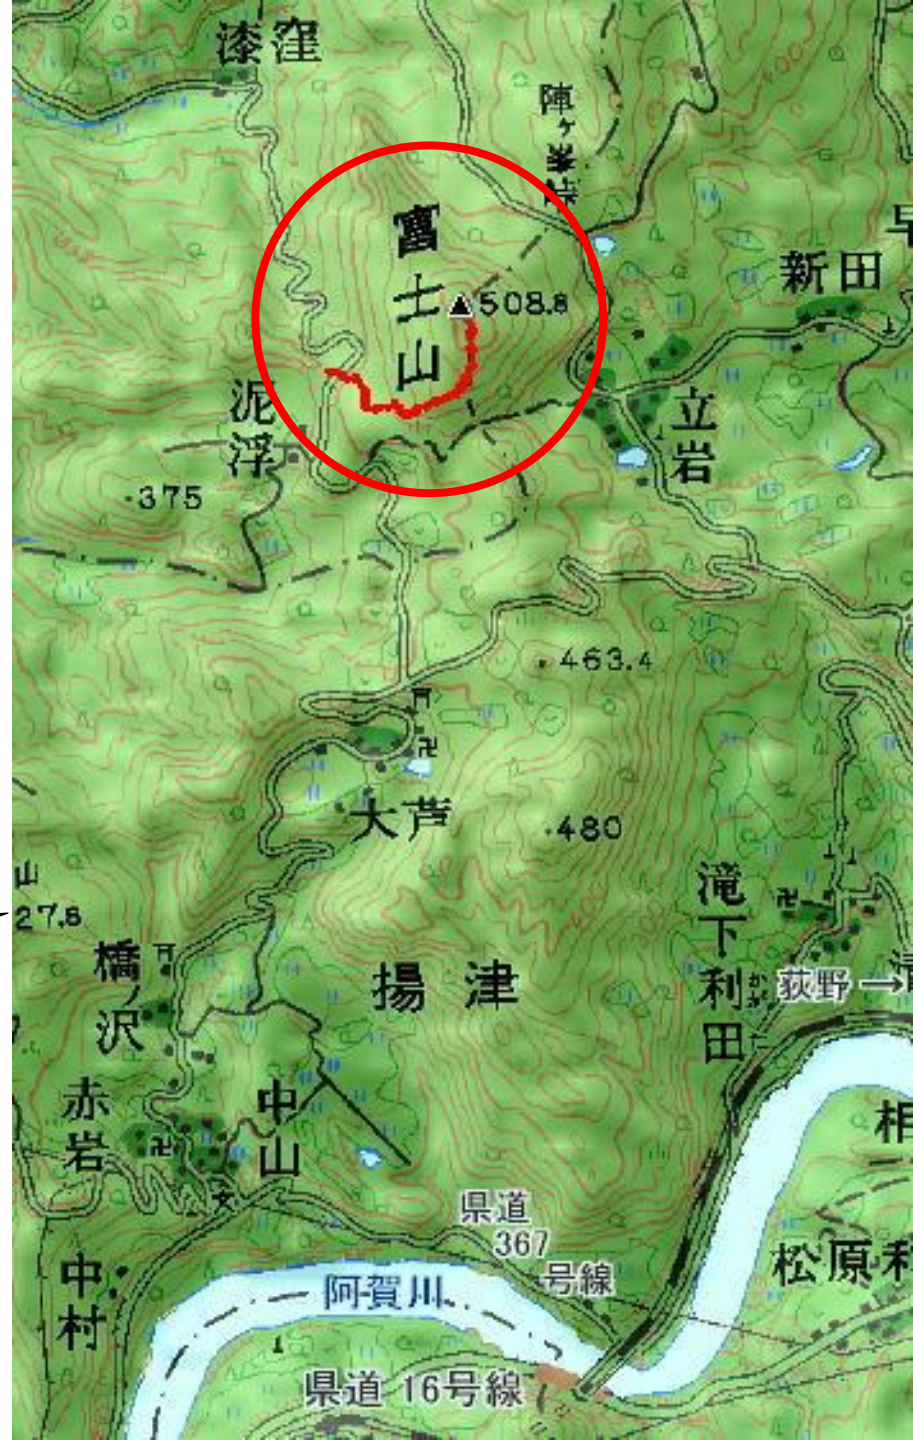 漆窪
陣ヶ峯峠
富士山
508.8
新田
泥浮
立岩
375
463.4
大芦
480
山
27.8
滝下利田
橋ノ沢
揚津
荻野→
赤岩
中山
相
県道
367
号線
松原利
中村
阿賀川
県道 16号線